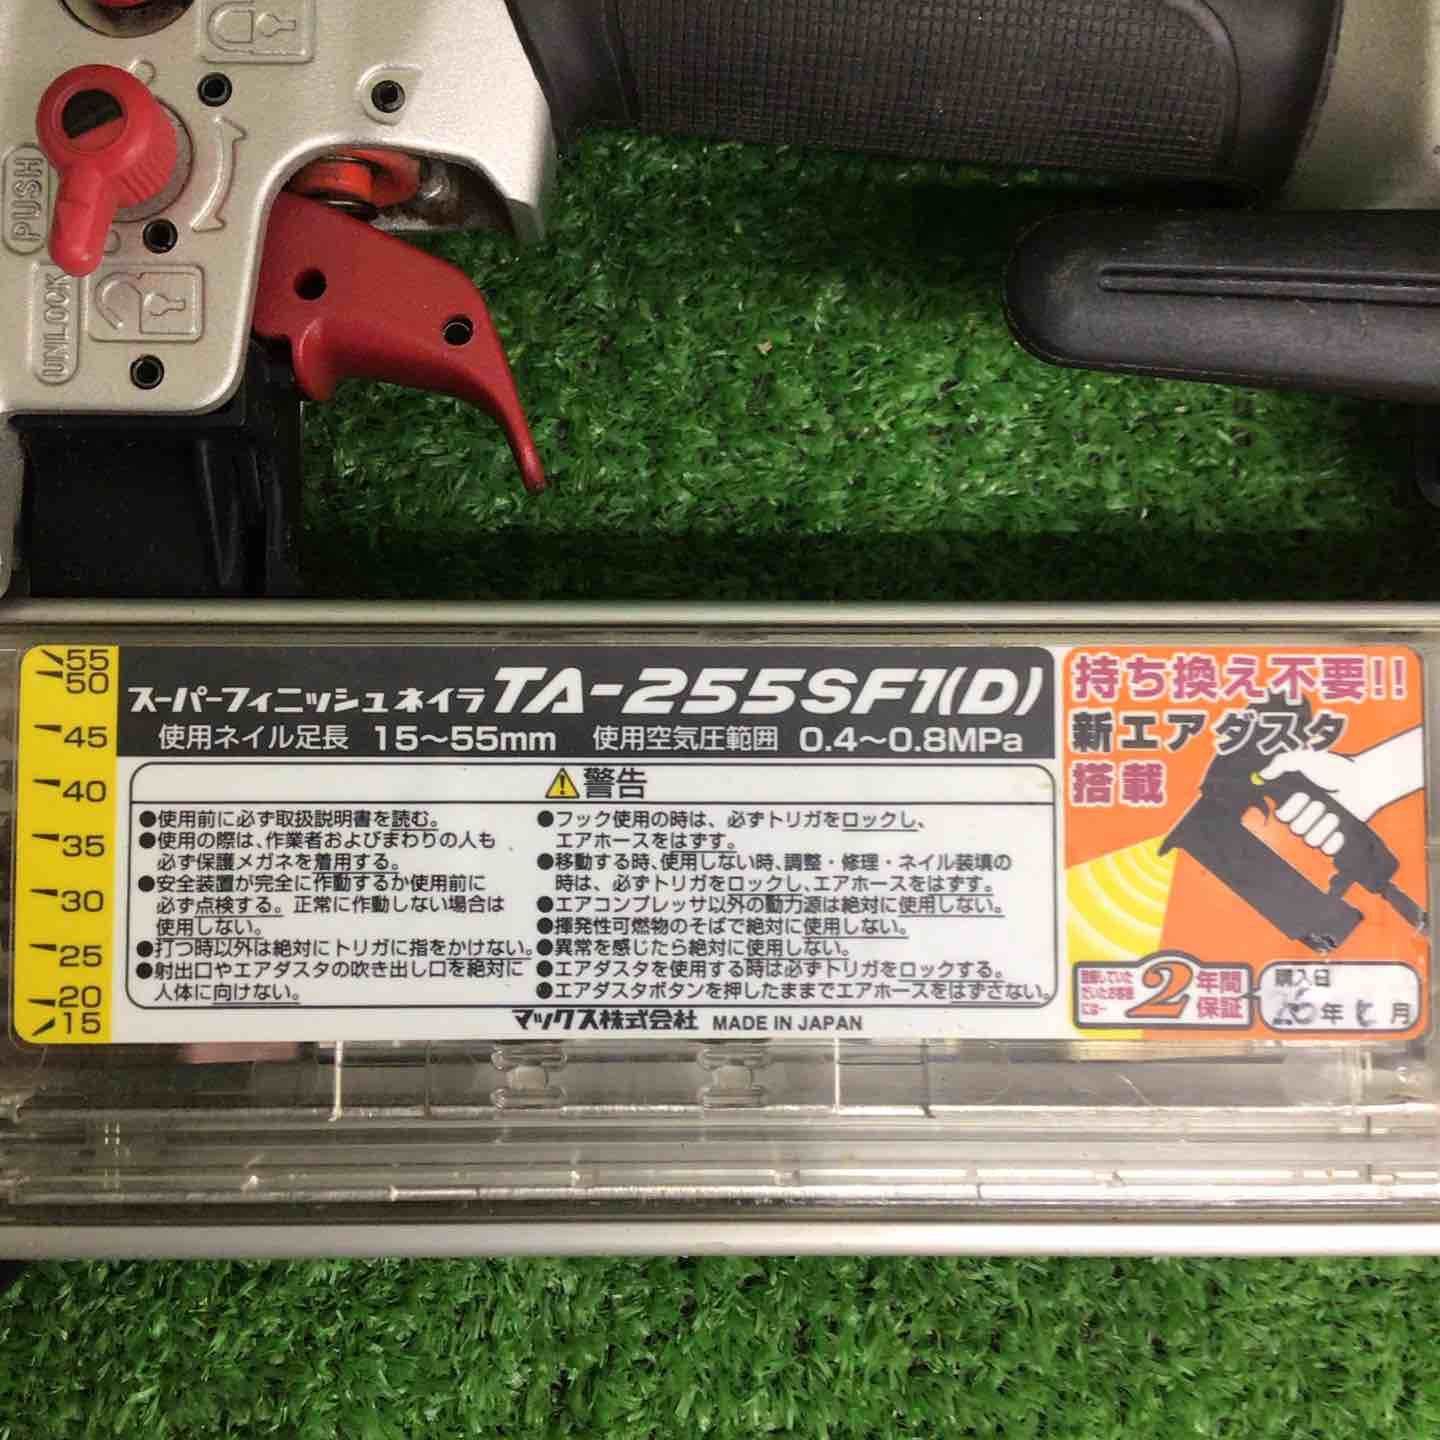 PUSH
UNLOCK
55
50
45
40
35
30
25
20
15
スーパーフィニッシュネイラ TA-255SF1(D)
使用ネイル足長 15〜55mm 使用空気圧範囲 0.4〜0.8MPa
警告
●使用前に必ず取扱説明書を読む。
●使用の際は、作業者およびまわりの人も
必ず保護メガネを着用する。
●安全装置が完全に作動するか使用前に
必ず点検する。正常に作動しない場合は
使用しない。
●打つ時以外は絶対にトリガに指をかけない。
●射出口やエアダスタの吹き出し口を絶対に
人体に向けない。
●フック使用の時は、必ずトリガをロックし、
エアホースをはずす。
●移動する時、使用しない時、調整・修理・ネイル装填の
時は、必ずトリガをロックし、エアホースをはずす。
●エアコンプレッサ以外の動力源は絶対に使用しない。
●揮発性可燃物のそばで絶対に使用しない。
●異常を感じたら絶対に使用しない。
●エアダスタを使用する時は必ずトリガをロックする。
●エアダスタボタンを押したままでエアホースをはずさない。
マックス株式会社 MADE IN JAPAN
持ち換え不要!!
新エアダスタ
搭載
登録していた
だいたお客様
には…
2年間
保証
購入日
年 月